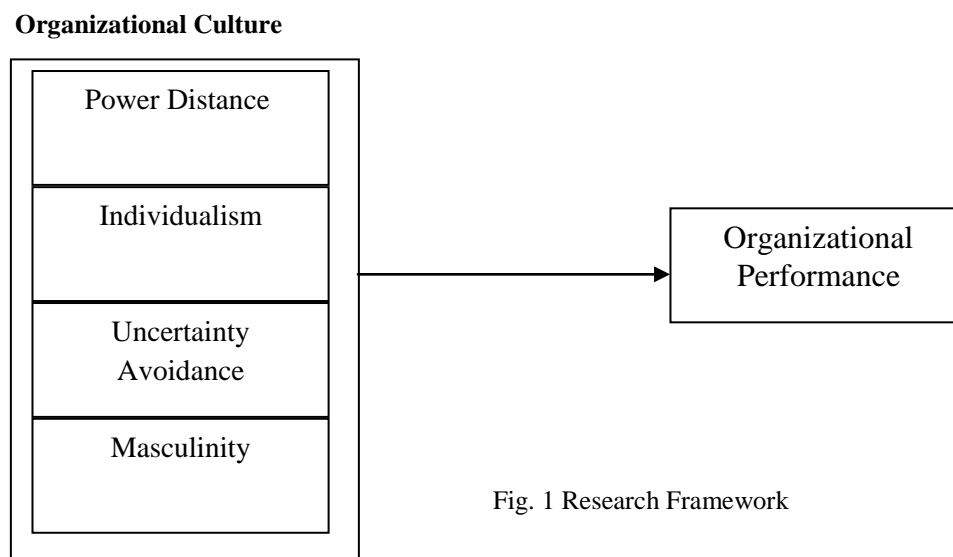 Organizational Culture
Power Distance
Individualism
Uncertainty
Avoidance
Masculinity
Organizational
Performance
Fig. 1 Research Framework